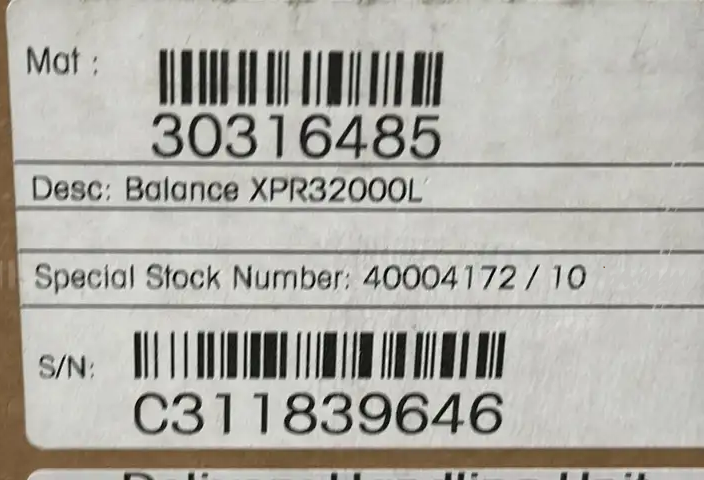 Mat :
30316485
Desc: Balance XPR32000L
Special Stock Number: 40004172 / 10
S/N:
C311839646